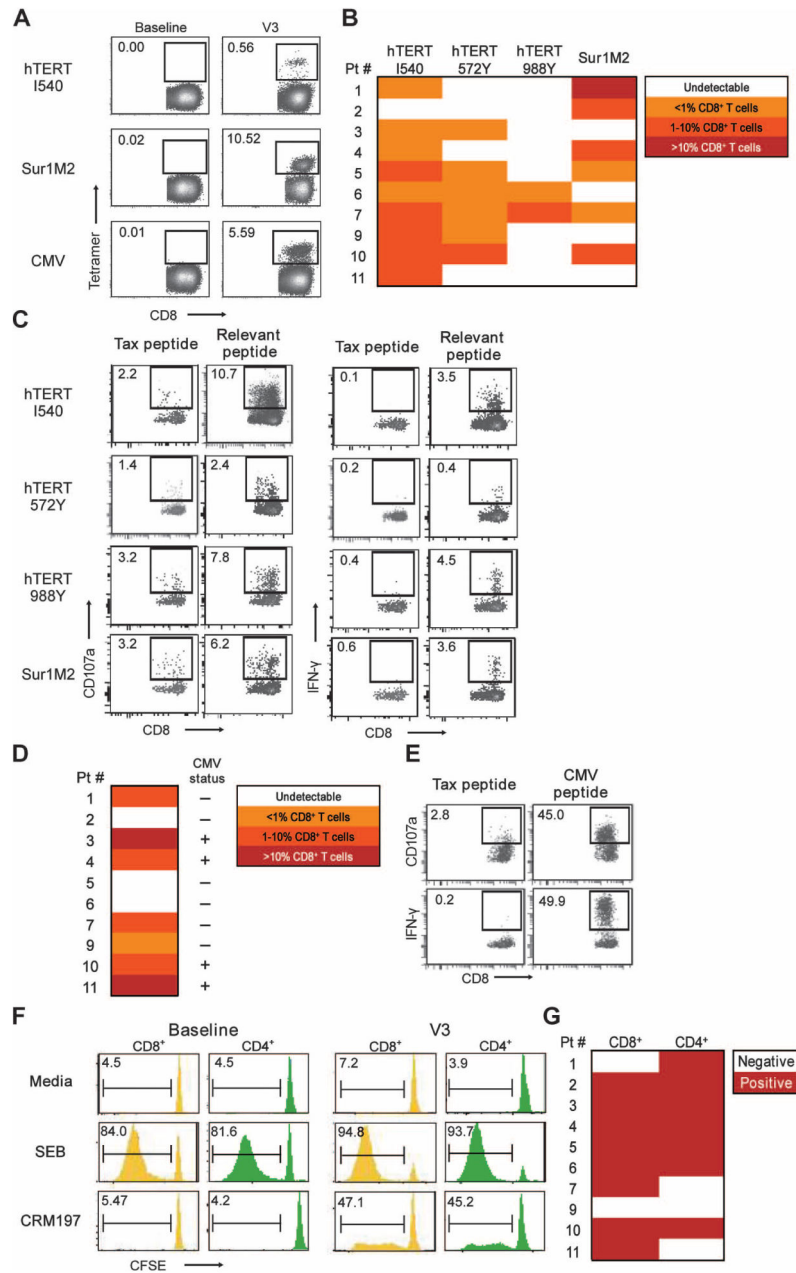 A
Baseline
V3
hTERT
I540
0.00
0.56
Sur1M2
0.02
10.52
CMV
0.01
5.59
Tetramer
CD8
B
hTERT
I540
hTERT
572Y
hTERT
988Y
Sur1M2
Pt #
1
2
3
4
5
6
7
9
10
11
Undetectable
<1% CD8⁺ T cells
1-10% CD8⁺ T cells
>10% CD8⁺ T cells
C
Tax peptide
Relevant
peptide
Tax peptide
Relevant
peptide
hTERT
I540
2.2
10.7
0.1
3.5
hTERT
572Y
1.4
2.4
0.2
0.4
hTERT
988Y
3.2
7.8
0.4
4.5
Sur1M2
3.2
6.2
0.6
3.6
CD107a
IFN-γ
CD8
CD8
D
Pt #
CMV
status
1 –
2 –
3 +
4 +
5 –
6 –
7 –
9 –
10 +
11 +
Undetectable
<1% CD8⁺ T cells
1-10% CD8⁺ T cells
>10% CD8⁺ T cells
E
Tax peptide
CMV
peptide
CD107a
2.8
45.0
IFN-γ
0.2
49.9
CD8
F
Baseline
V3
CD8⁺
CD4⁺
CD8⁺
CD4⁺
Media
4.5
4.5
7.2
3.9
SEB
84.0
81.6
94.8
93.7
CRM197
5.47
4.2
47.1
45.2
CFSE
G
Pt #
CD8⁺
CD4⁺
1
2
3
4
5
6
7
9
10
11
Negative
Positive